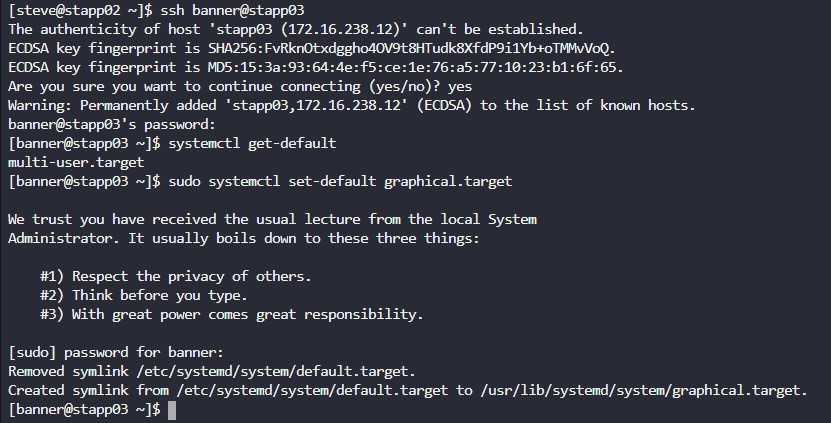 [steve@stapp02 ~]$ ssh banner@stapp03
The authenticity of host 'stapp03 (172.16.238.12)' can't be established.
ECDSA key fingerprint is SHA256:FvRknOtxdggho4OV9t8HTudk8XfdP9i1Yb+oTMMvVoQ.
ECDSA key fingerprint is MD5:15:3a:93:64:4e:f5:ce:1e:76:a5:77:10:23:b1:6f:65.
Are you sure you want to continue connecting (yes/no)? yes
Warning: Permanently added 'stapp03,172.16.238.12' (ECDSA) to the list of known hosts.
banner@stapp03's password:
[banner@stapp03 ~]$ systemctl get-default
multi-user.target
[banner@stapp03 ~]$ sudo systemctl set-default graphical.target
We trust you have received the usual lecture from the local System
Administrator. It usually boils down to these three things:
#1) Respect the privacy of others.
#2) Think before you type.
#3) With great power comes great responsibility.
[sudo] password for banner:
Removed symlink /etc/systemd/system/default.target.
Created symlink from /etc/systemd/system/default.target to /usr/lib/systemd/system/graphical.target.
[banner@stapp03 ~]$